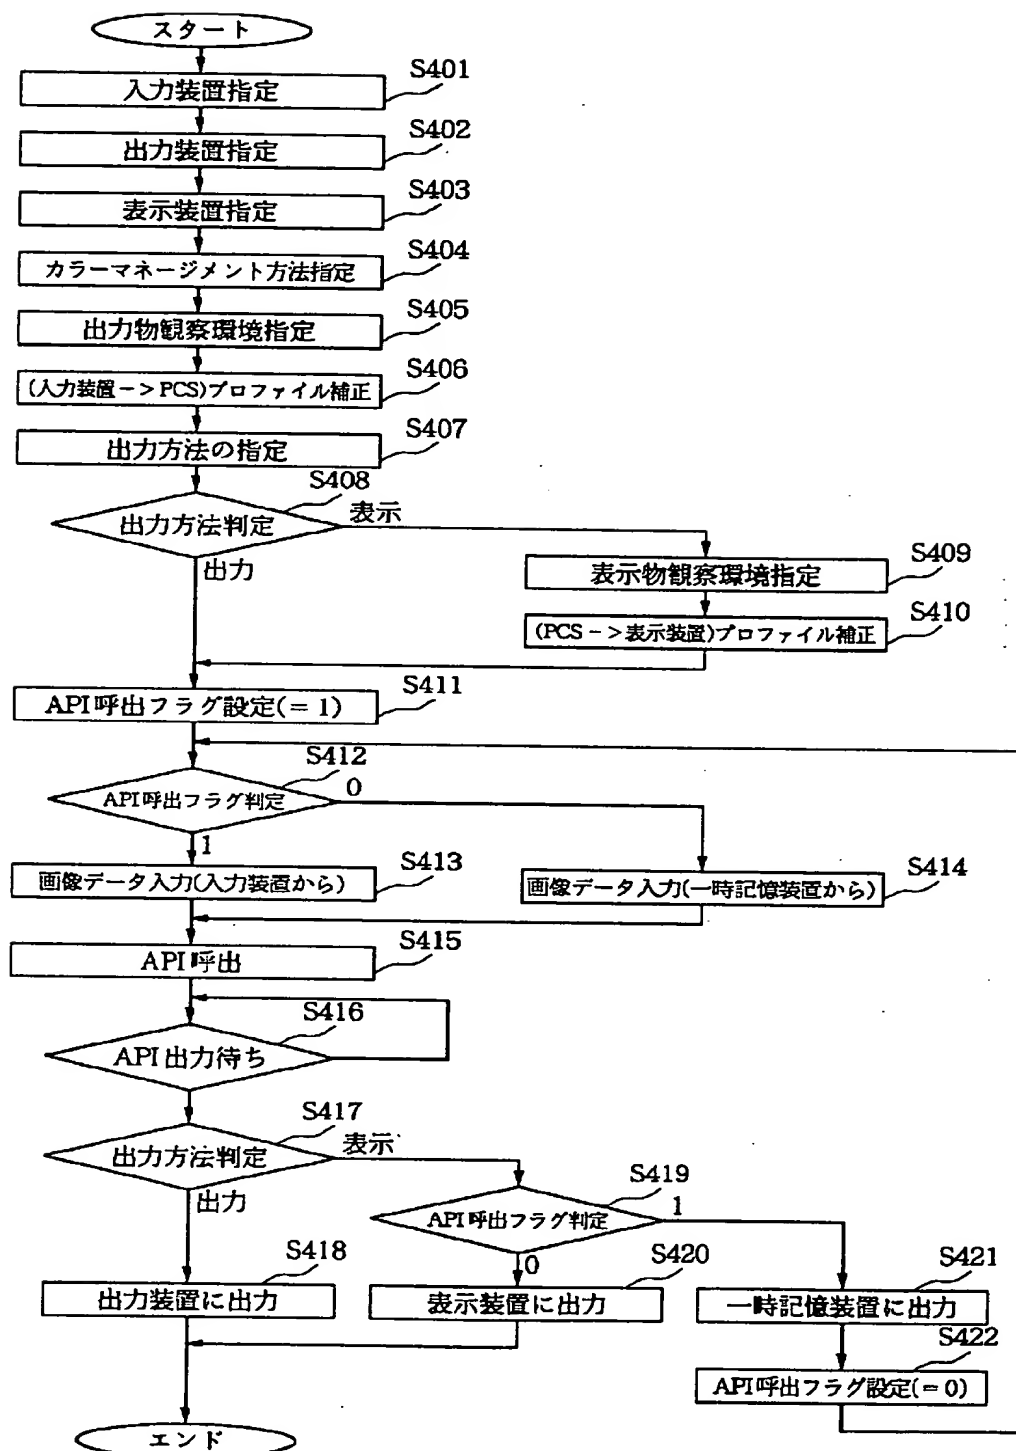 スタート
S401
入力装置指定
S402
出力装置指定
S403
表示装置指定
S404
カラーマネージメント方法指定
S405
出力物観察環境指定
S406
(入力装置->PCS)プロファイル補正
S407
出力方法の指定
S408
出力方法判定
表示
出力
S409
表示物観察環境指定
S410
(PCS->表示装置)プロファイル補正
S411
API呼出フラグ設定(=1)
S412
API呼出フラグ判定
0
1
S413
画像データ入力(入力装置から)
S414
画像データ入力(一時記憶装置から)
S415
API呼出
S416
API出力待ち
S417
出力方法判定
表示
出力
S419
API呼出フラグ判定
1
0
S418
出力装置に出力
S420
表示装置に出力
S421
一時記憶装置に出力
S422
API呼出フラグ設定(=0)
エンド